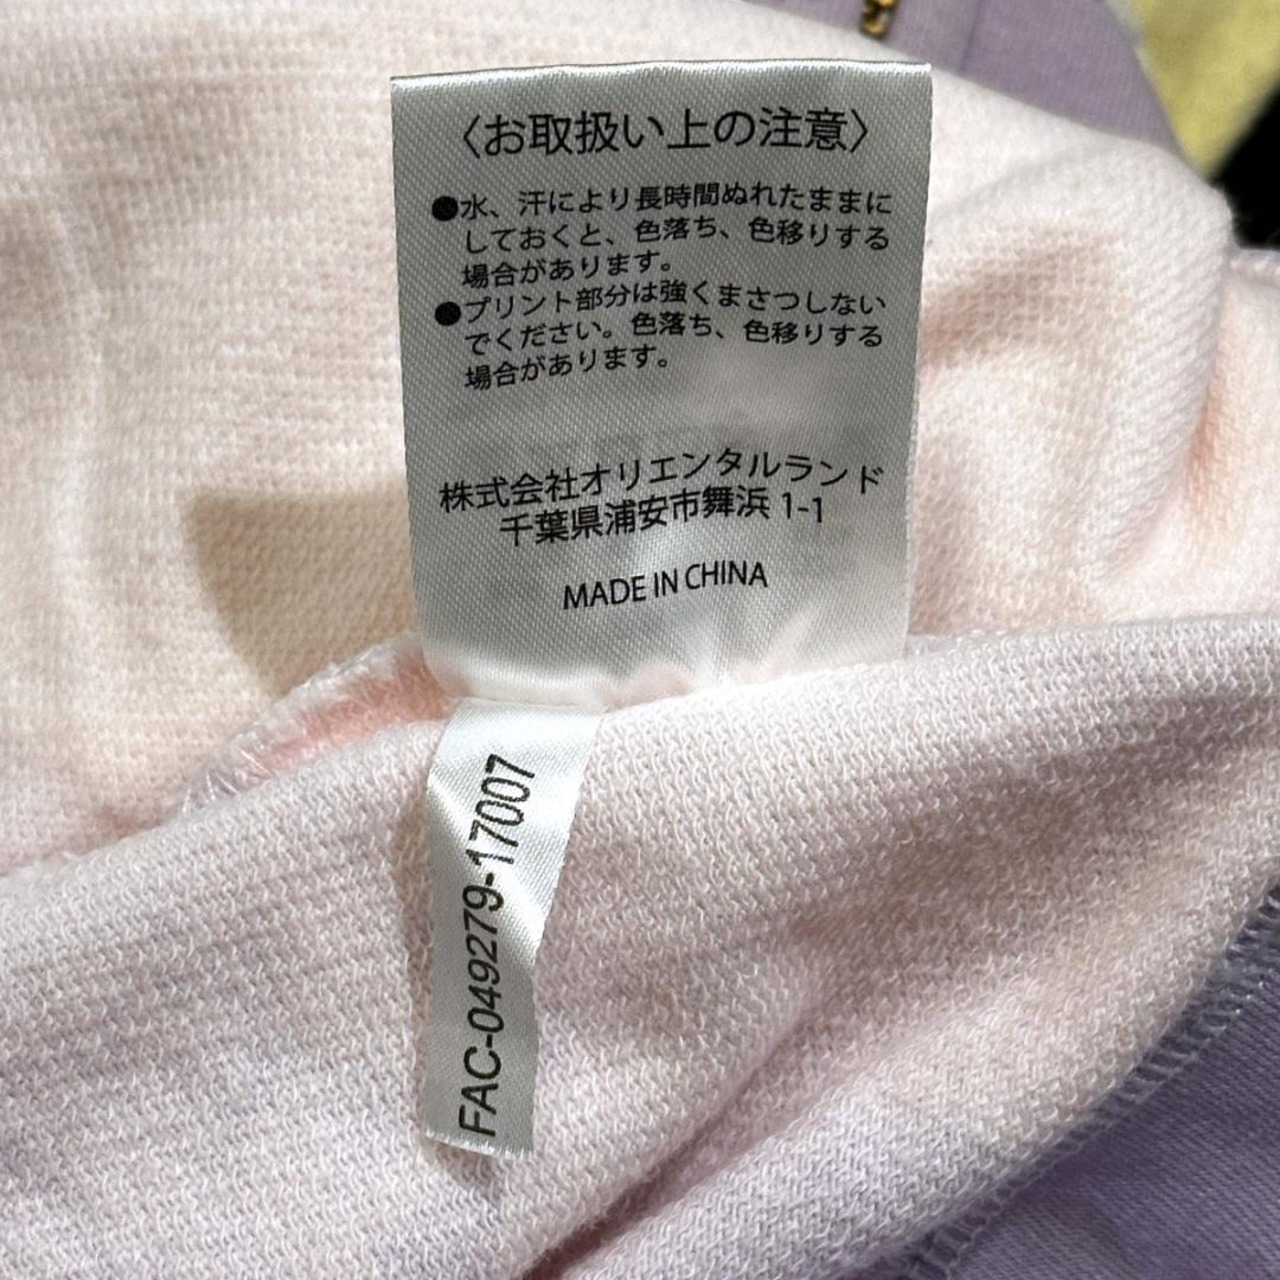 〈お取扱い上の注意〉
●水、汗により長時間ぬれたままに
しておくと、色落ち、色移りする
場合があります。
●プリント部分は強くまさつしない
でください。色落ち、色移りする
場合があります。
株式会社オリエンタルランド
千葉県浦安市舞浜 1-1
MADE IN CHINA
FAC-049279-17007